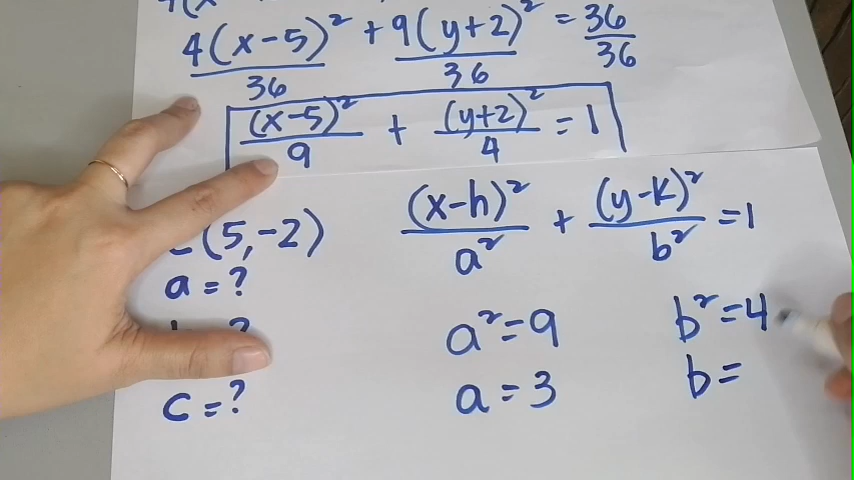 4(x-5)² + 9(y+2)² = 36
36 36 36
(x-5)² + (y+2)² = 1
9 4
(5,-2) (x-h)² + (y-k)² = 1
a² b²
a = ?
a² = 9 b² = 4
?
c = ? a = 3 b =